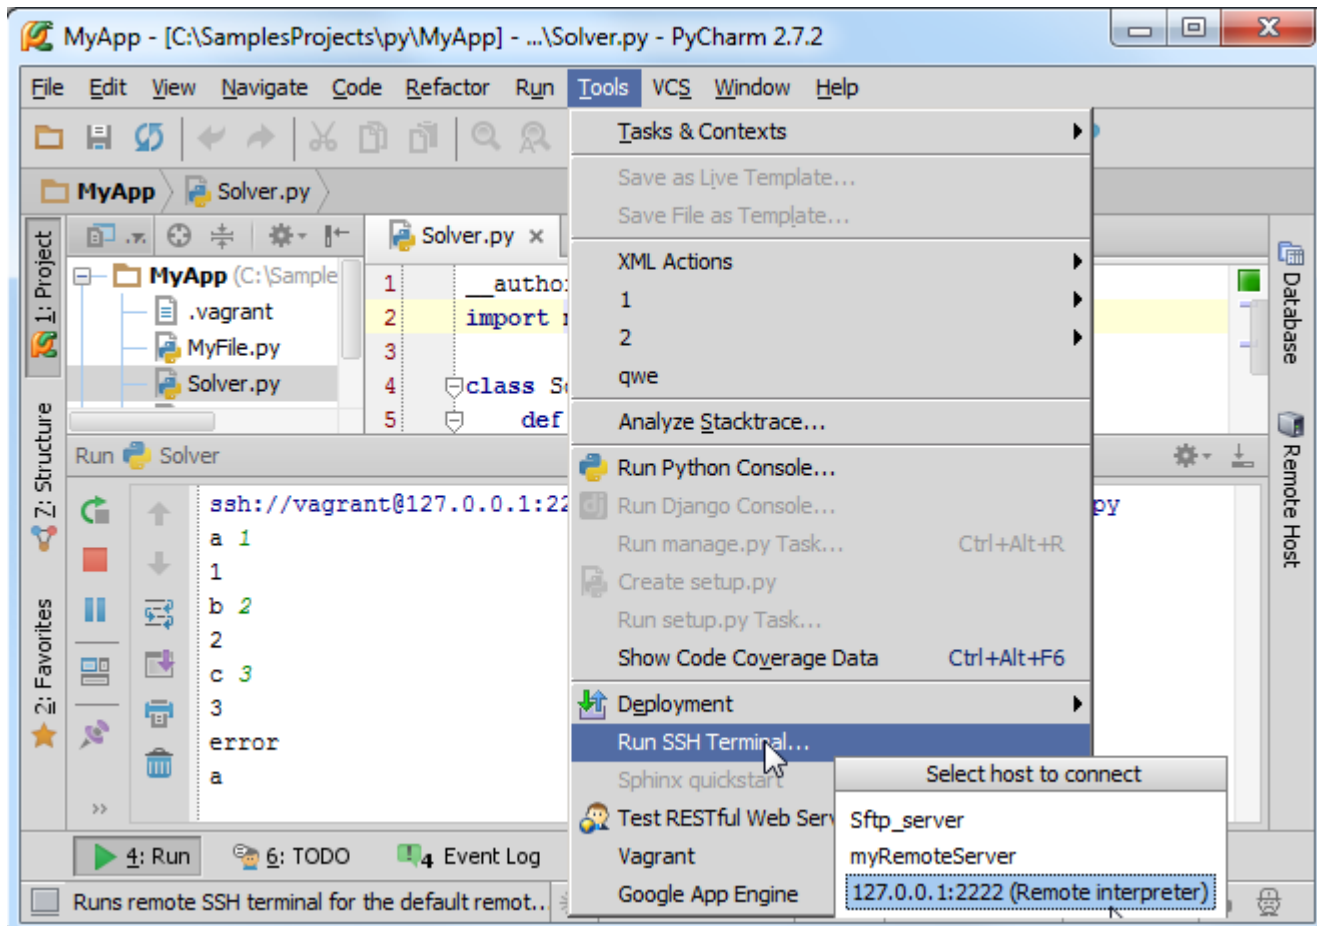 MyApp - [C:\SamplesProjects\py\MyApp] - ...\Solver.py - PyCharm 2.7.2
File Edit View Navigate Code Refactor Run Tools VCS Window Help
MyApp Solver.py
1: Project
Z: Structure
2: Favorites
MyApp (C:\Sample
.vagrant
MyFile.py
Solver.py
Solver.py
1 __autho
2 import
3
4 class So
5 def
Run Solver
ssh://vagrant@127.0.0.1:22 py
a 1
1
b 2
2
c 3
3
error
a
Tasks & Contexts
Save as Live Template...
Save File as Template...
XML Actions
1
2
qwe
Analyze Stacktrace...
Run Python Console...
dj Run Django Console...
Run manage.py Task... Ctrl+Alt+R
Create setup.py
Run setup.py Task...
Show Code Coverage Data Ctrl+Alt+F6
Deployment
Run SSH Terminal...
Sphinx quickstart
Test RESTful Web Serv
Vagrant
Google App Engine
Select host to connect
Sftp_server
myRemoteServer
127.0.0.1:2222 (Remote interpreter)
Database
Remote Host
4: Run 6: TODO 4 Event Log
Runs remote SSH terminal for the default remot...